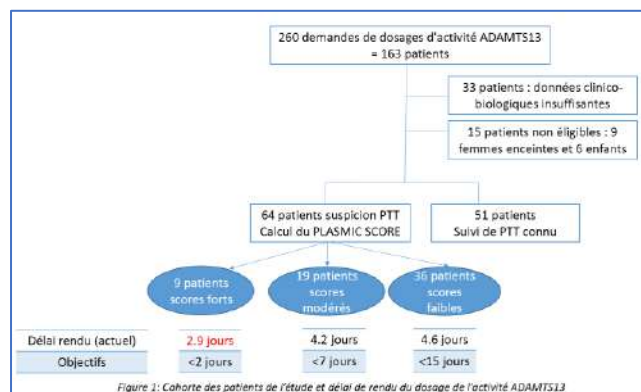 260 demandes de dosages d'activité ADAMTS13
= 163 patients
33 patients : données clinico-
biologiques insuffisantes
15 patients non éligibles : 9
femmes enceintes et 6 enfants
64 patients suspicion PTT
Calcul du PLASMIC SCORE
51 patients
Suivi de PTT connu
9 patients
scores forts
19 patients
scores
modérés
36 patients
scores
faibles
Délai rendu (actuel) 2.9 jours 4.2 jours 4.6 jours
Objectifs <2 jours <7 jours <15 jours
Figure 1: Cohorte des patients de l'étude et délai de rendu du dosage de l'activité ADAMTS13